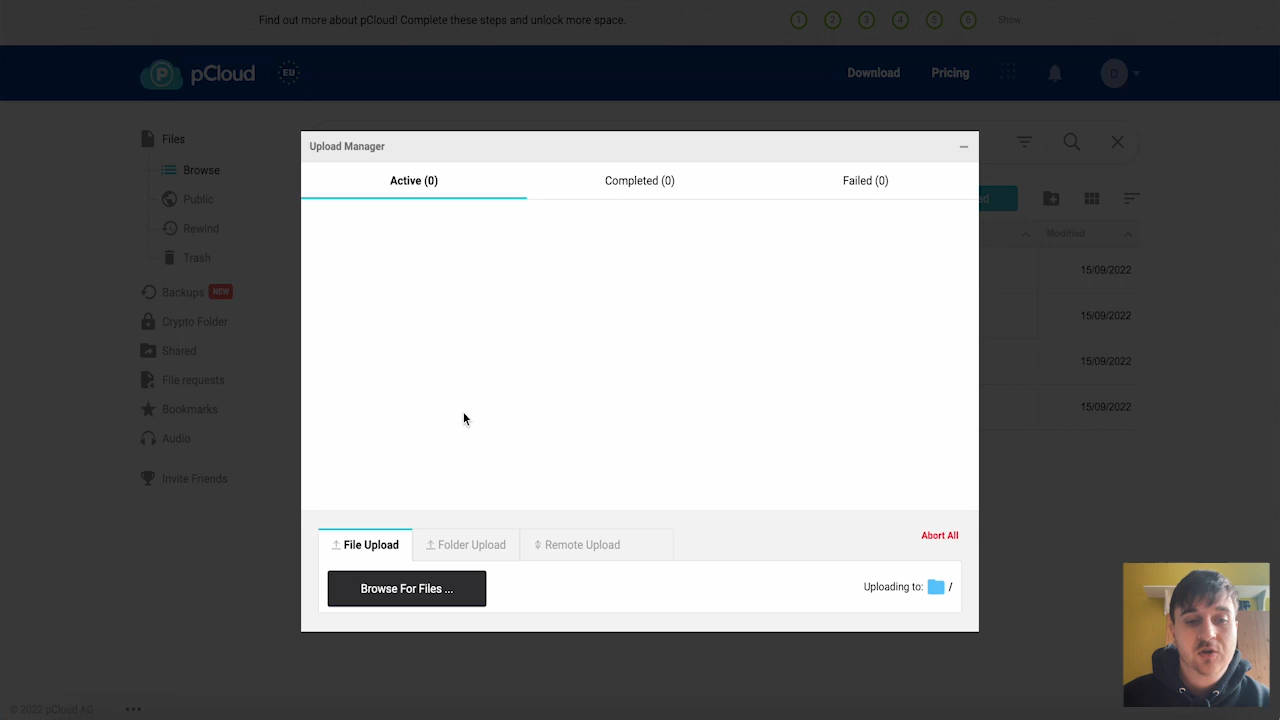 Find out more about pCloud! Complete these steps and unlock more space.
1 2 3 4 5 6 Show
pCloud EU
Download Pricing D
Files
Browse
Public
Rewind
Trash
Backups NEW
Crypto Folder
Shared
File requests
Bookmarks
Audio
Invite Friends
Upload Manager
Active (0) Completed (0) Failed (0)
Modified
15/09/2022
15/09/2022
15/09/2022
15/09/2022
File Upload Folder Upload Remote Upload
Abort All
Browse For Files ...
Uploading to: /
© 2022 pCloud AG